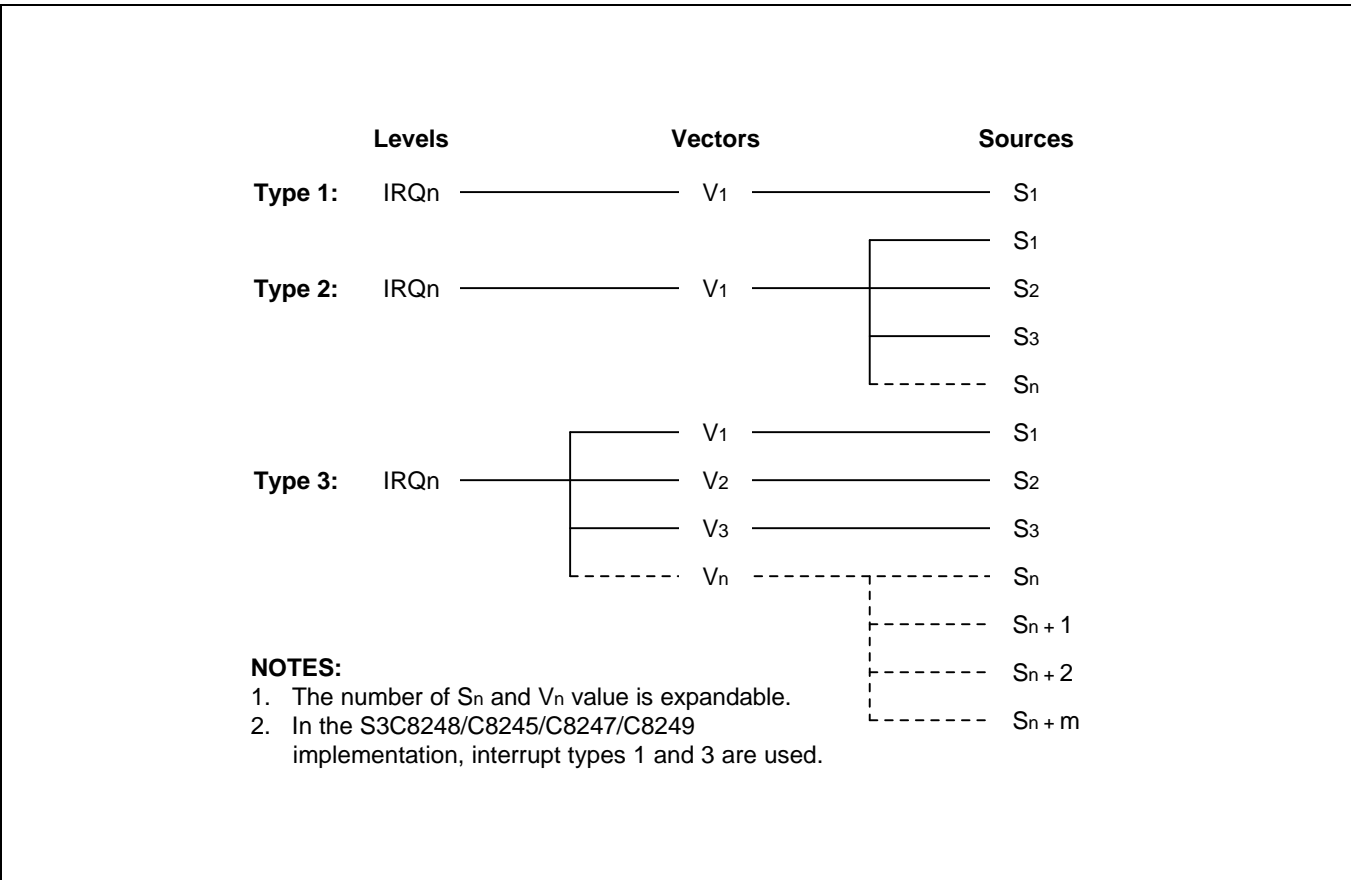 Levels Vectors Sources
Type 1: IRQn V1 S1
S1
Type 2: IRQn V1 S2
S3
Sn
V1 S1
Type 3: IRQn V2 S2
V3 S3
Vn Sn
Sn + 1
Sn + 2
Sn + m
NOTES:
1. The number of Sn and Vn value is expandable.
2. In the S3C8248/C8245/C8247/C8249
implementation, interrupt types 1 and 3 are used.